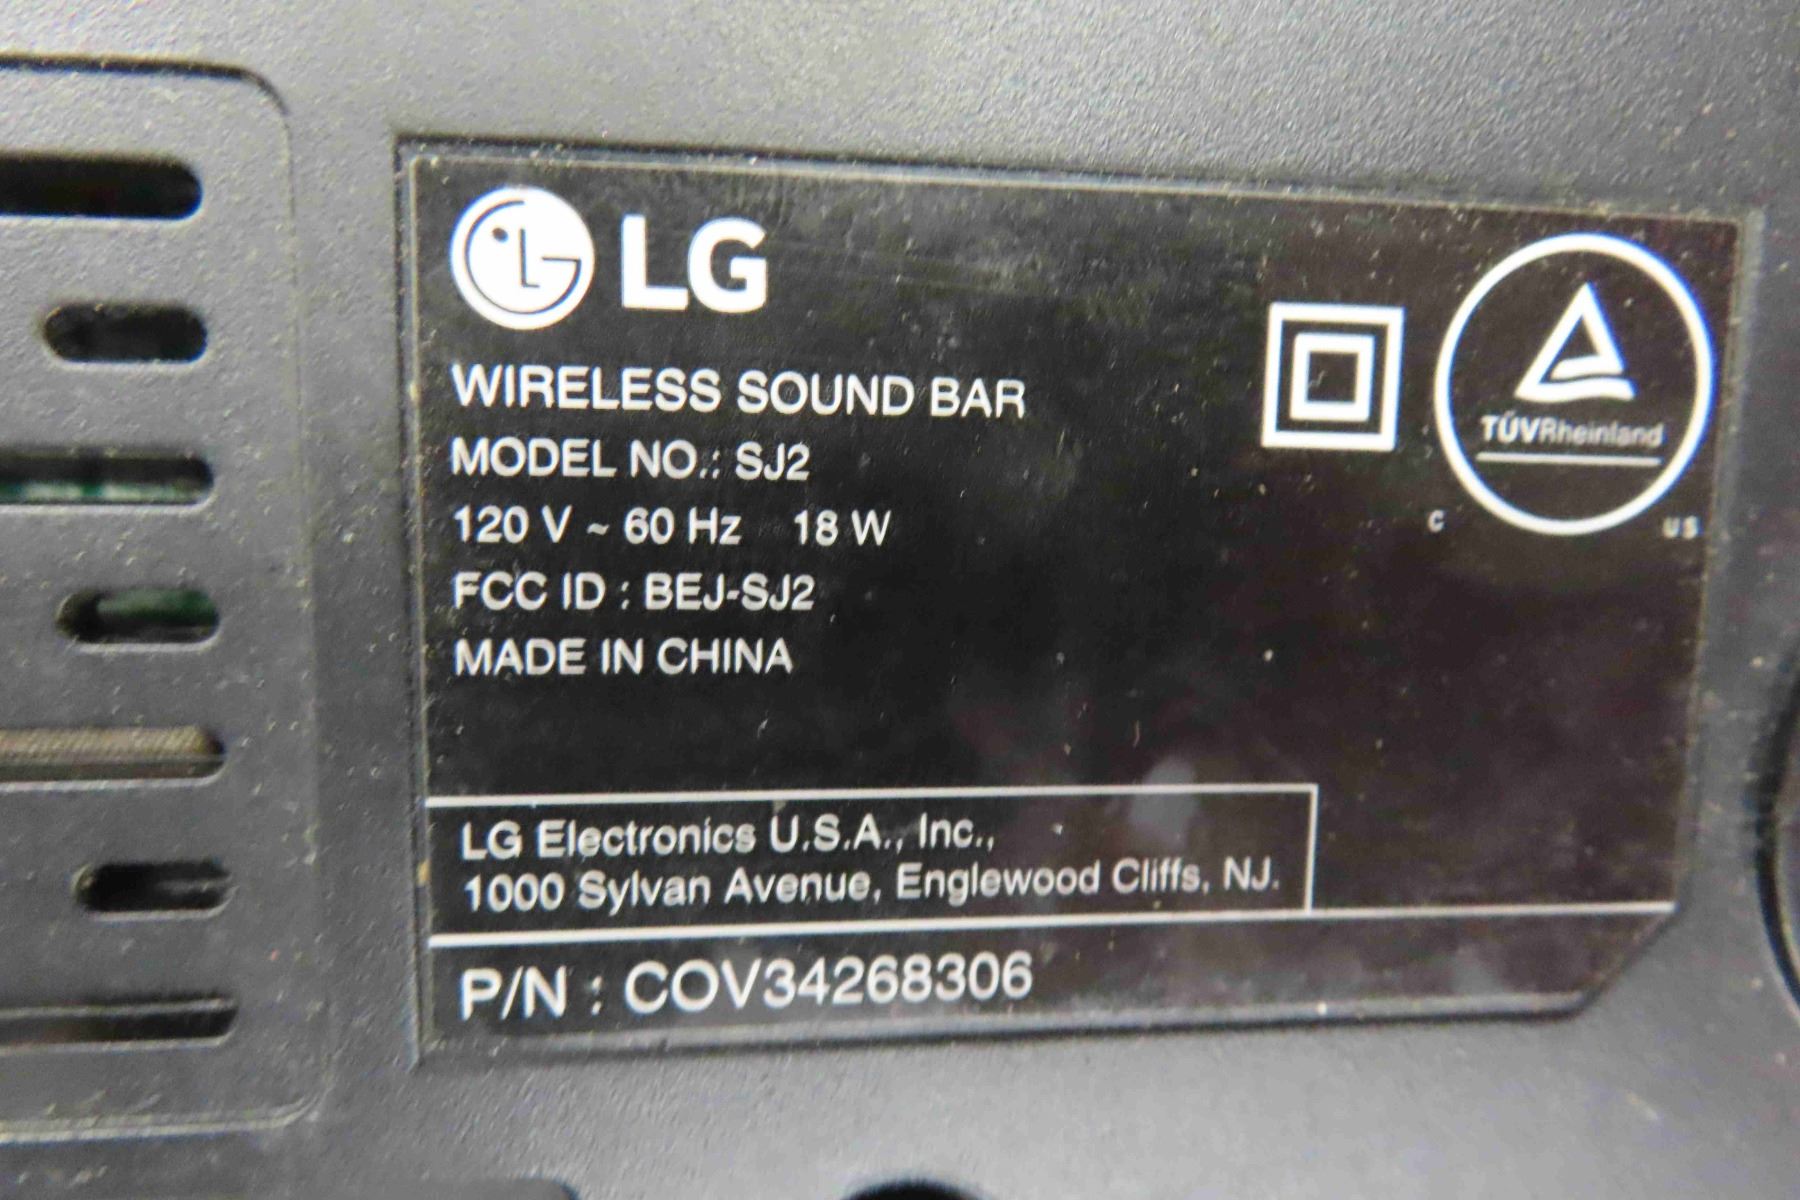 LG
WIRELESS SOUND BAR
MODEL NO.: SJ2
120 V ~ 60 Hz 18 W
FCC ID : BEJ-SJ2
MADE IN CHINA
TÜVRheinland
C US
LG Electronics U.S.A., Inc.,
1000 Sylvan Avenue, Englewood Cliffs, NJ.
P/N : COV34268306